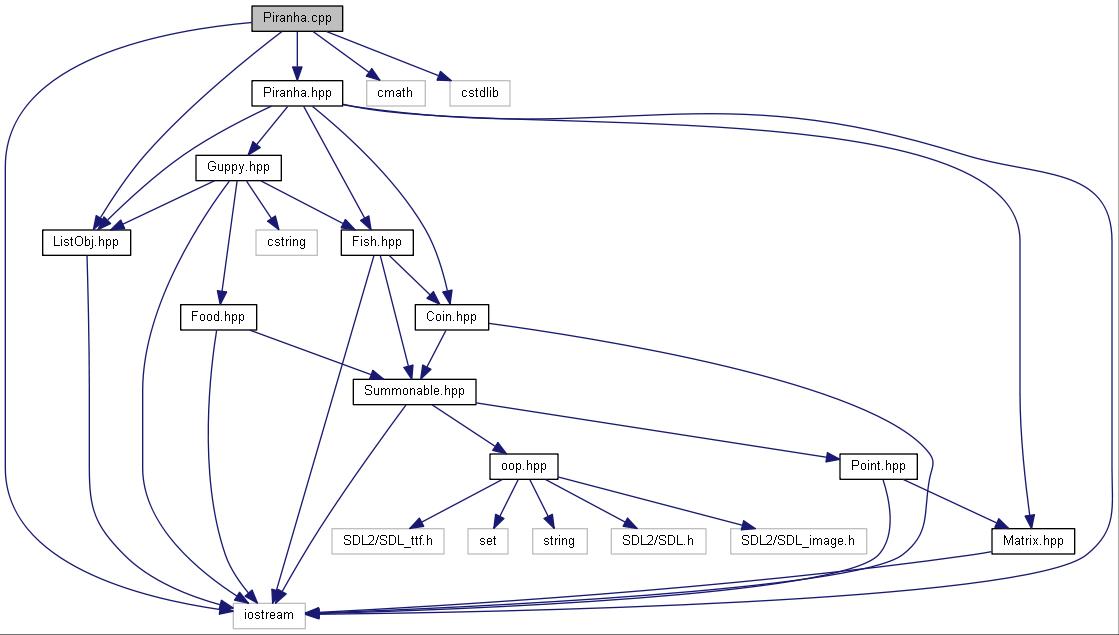 Piranha.cpp
Piranha.hpp
cmath
cstdlib
Guppy.hpp
ListObj.hpp
cstring
Fish.hpp
Food.hpp
Coin.hpp
Summonable.hpp
oop.hpp
Point.hpp
SDL2/SDL_ttf.h
set
string
SDL2/SDL.h
SDL2/SDL_image.h
Matrix.hpp
iostream